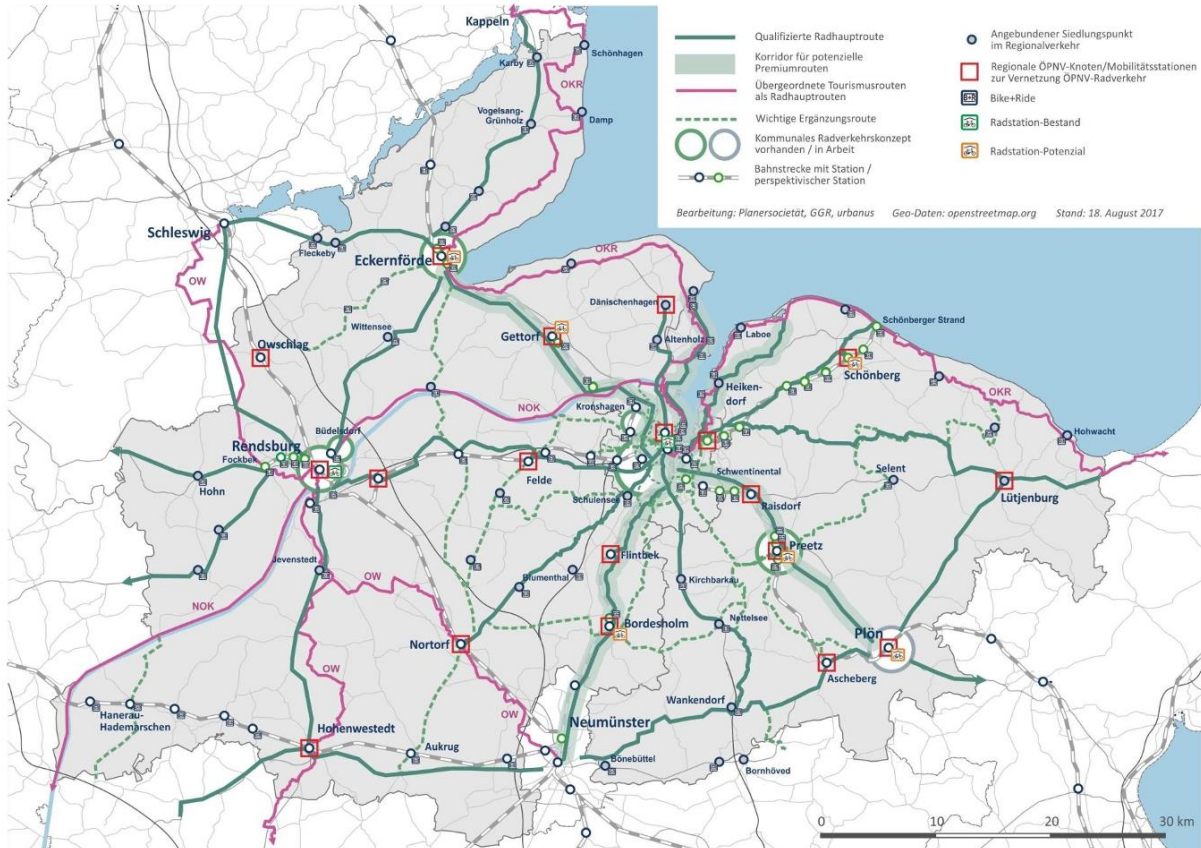 Kappeln
Schönhagen
Karby
OKR
Vogelsang-
Grünholz
Damp
Qualifizierte Radhauptroute
Korridor für potenzielle
Premiumrouten
Übergeordnete Tourismusrouten
als Radhauptrouten
Wichtige Ergänzungsroute
Kommunales Radverkehrskonzept
vorhanden / in Arbeit
Bahnstrecke mit Station /
perspektivischer Station
Angebundener Siedlungspunkt
im Regionalverkehr
Regionale ÖPNV-Knoten/Mobilitätsstationen
zur Vernetzung ÖPNV-Radverkehr
B+R
Bike+Ride
Radstation-Bestand
Radstation-Potenzial
Bearbeitung: Planersocietät, GGR, urbanus Geo-Daten: openstreetmap.org Stand: 18. August 2017
Schleswig
Fleckeby
Eckernförde
OW
OKR
Dänischenhagen
Wittensee
Gettorf
Altenholz
Laboe
Schönberger Strand
Owschlag
Schönberg
Heiken-
dorf
OKR
NOK
Kronshagen
Büdelsdorf
Rendsburg
Fockbek
Hohwacht
Hohn
Felde
Schwentinental
Selent
Schulensee
Raisdorf
Lütjenburg
Flintbek
Preetz
Jevenstedt
OW
Blumenthal
Kirchbarkau
NOK
Bordesholm
Nettelsee
Nortorf
Plön
OW
Ascheberg
OW
Wankendorf
Hanerau-
Hademarschen
Hohenwestedt
Neumünster
Aukrug
Bönebüttel
Bornhöved
0 10 20 30 km